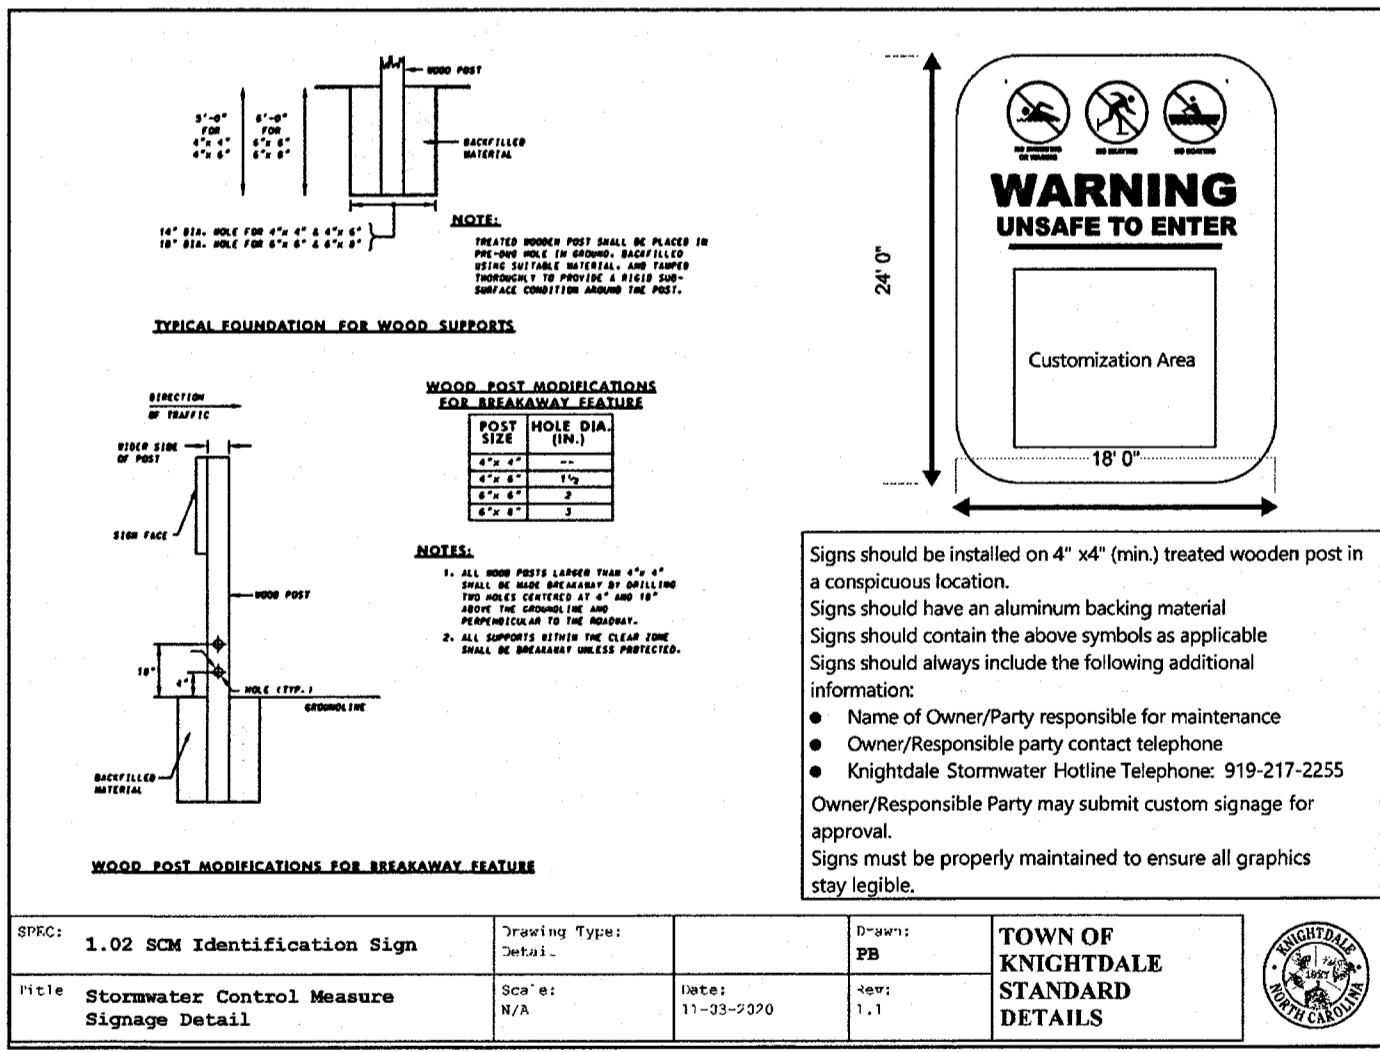 WOOD POST
5'-0"
FOR
4"x 4"
4"x 6"
6'-0"
FOR
6"x 6"
6"x 8"
BACKFILLED
MATERIAL
14" DIA. HOLE FOR 4"x 4" & 4"x 6"
18" DIA. HOLE FOR 6"x 6" & 6"x 8"
NOTE:
TREATED WOODEN POST SHALL BE PLACED IN
PRE-DUG HOLE IN GROUND, BACKFILLED
USING SUITABLE MATERIAL, AND TAMPED
THOROUGHLY TO PROVIDE A RIGID SUB-
SURFACE CONDITION AROUND THE POST.
TYPICAL FOUNDATION FOR WOOD SUPPORTS
DIRECTION
OF TRAFFIC
WIDER SIDE
OF POST
SIGN FACE
WOOD POST
18"
4"
HOLE (TYP.)
GROUNDLINE
BACKFILLED
MATERIAL
WOOD POST MODIFICATIONS FOR BREAKAWAY FEATURE
WOOD POST MODIFICATIONS
FOR BREAKAWAY FEATURE
POST SIZE HOLE DIA. (IN.)
4"x 4" --
4"x 6" 1½
6"x 6" 2
6"x 8" 3
NOTES:
1. ALL WOOD POSTS LARGER THAN 4"x 4"
SHALL BE MADE BREAKAWAY BY DRILLING
TWO HOLES CENTERED AT 4" AND 18"
ABOVE THE GROUNDLINE AND
PERPENDICULAR TO THE ROADWAY.
2. ALL SUPPORTS WITHIN THE CLEAR ZONE
SHALL BE BREAKAWAY UNLESS PROTECTED.
NO SWIMMING
OR WADING
NO SKATING
NO BOATING
WARNING
UNSAFE TO ENTER
24' 0"
Customization Area
18' 0"
Signs should be installed on 4" x4" (min.) treated wooden post in
a conspicuous location.
Signs should have an aluminum backing material
Signs should contain the above symbols as applicable
Signs should always include the following additional
information:
● Name of Owner/Party responsible for maintenance
● Owner/Responsible party contact telephone
● Knightdale Stormwater Hotline Telephone: 919-217-2255
Owner/Responsible Party may submit custom signage for
approval.
Signs must be properly maintained to ensure all graphics
stay legible.
SPEC:
1.02 SCM Identification Sign
Drawing Type:
Detail
Drawn:
PB
Title
Stormwater Control Measure
Signage Detail
Scale:
N/A
Date:
11-03-2020
Rev:
1.1
TOWN OF
KNIGHTDALE
STANDARD
DETAILS
KNIGHTDALE
1927
NORTH CAROLINA